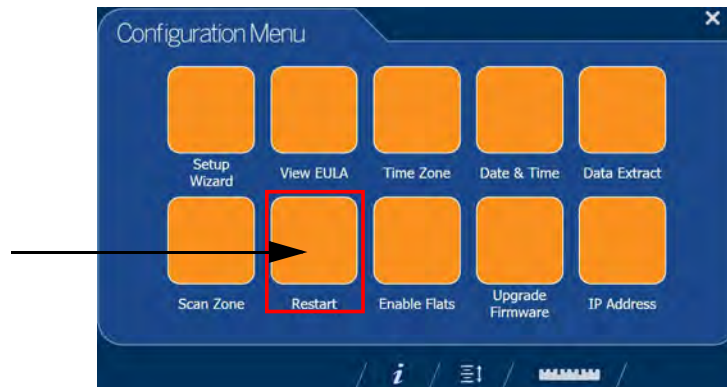 Configuration Menu
Setup
Wizard
View EULA
Time Zone
Date & Time
Data Extract
Scan Zone
Restart
Enable Flats
Upgrade
Firmware
IP Address